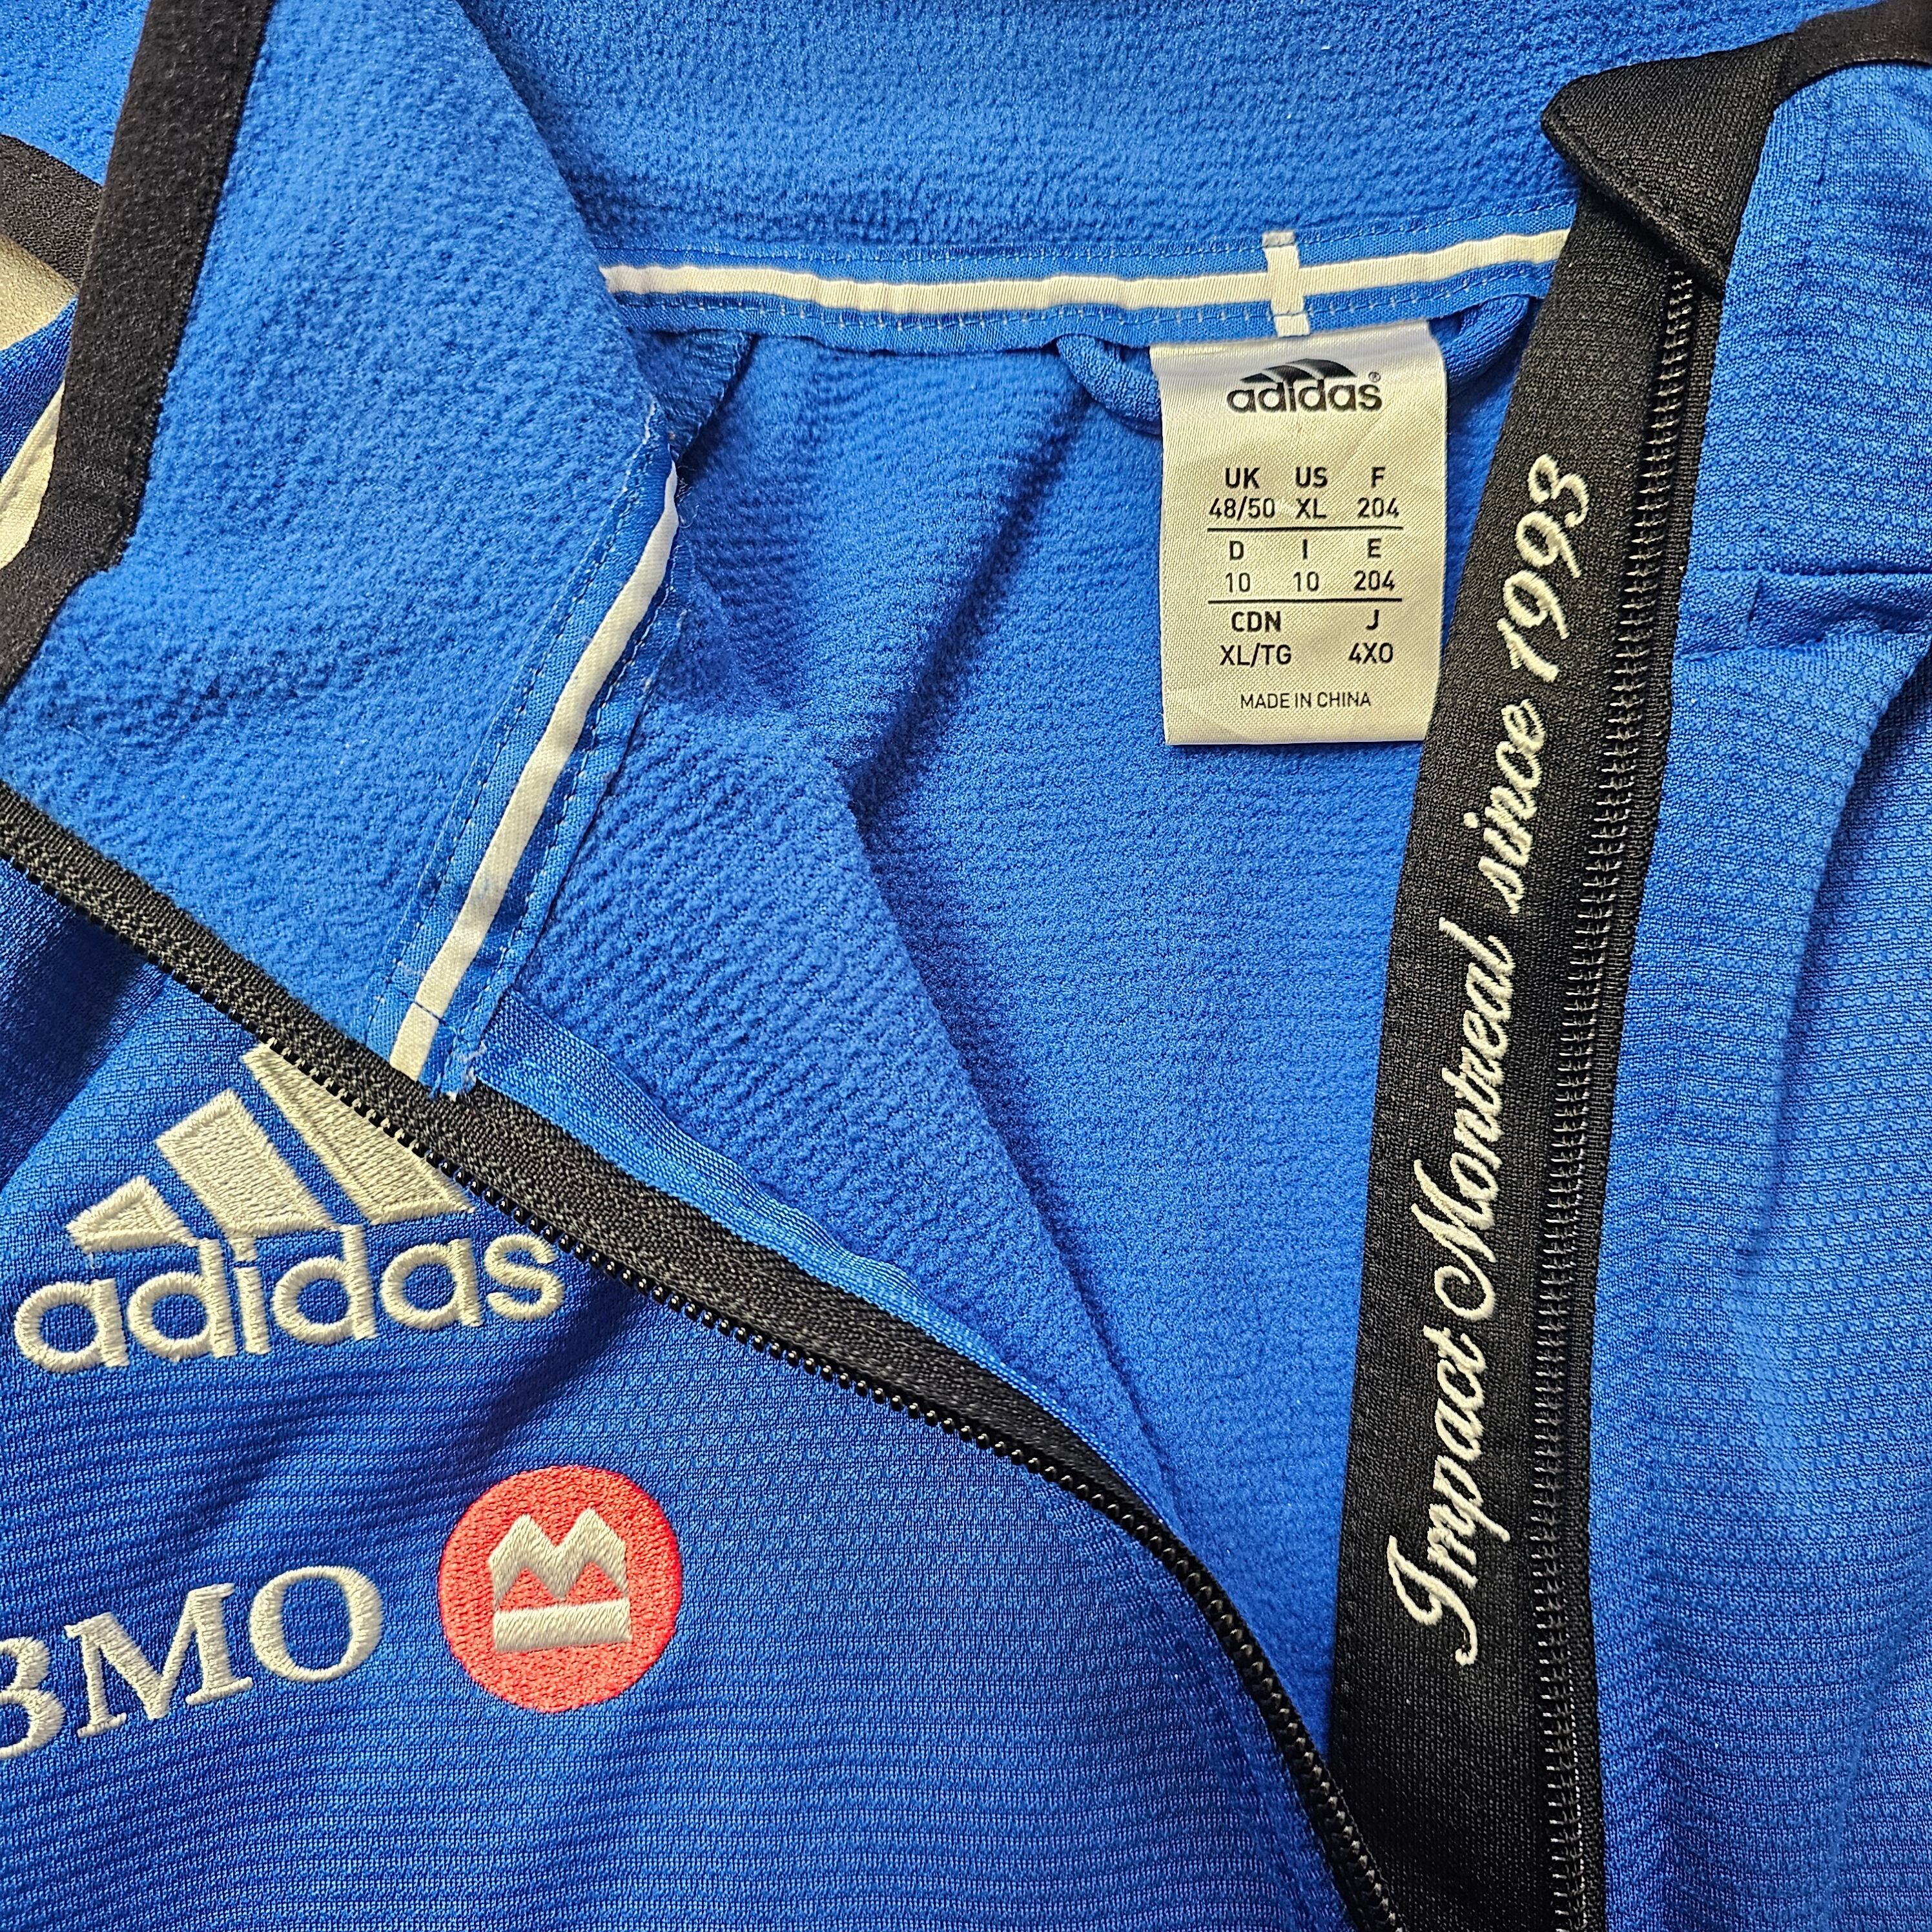 adidas®
UK US F
48/50 XL 204
D I E
10 10 204
CDN J
XL/TG 4XO
MADE IN CHINA
Impact Montreal since 1993
adidas
BMO